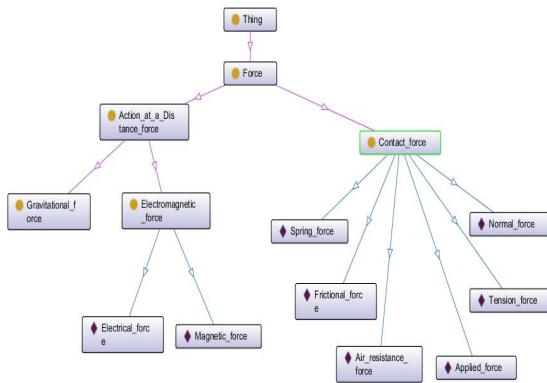 Thing
Force
Action_at_a_Dis
tance_force
Contact_force
Gravitational_f
orce
Electromagnetic
_force
Spring_force
Normal_force
Frictional_forc
e
Tension_force
Electrical_forc
e
Magnetic_force
Air_resistance_
force
Applied_force